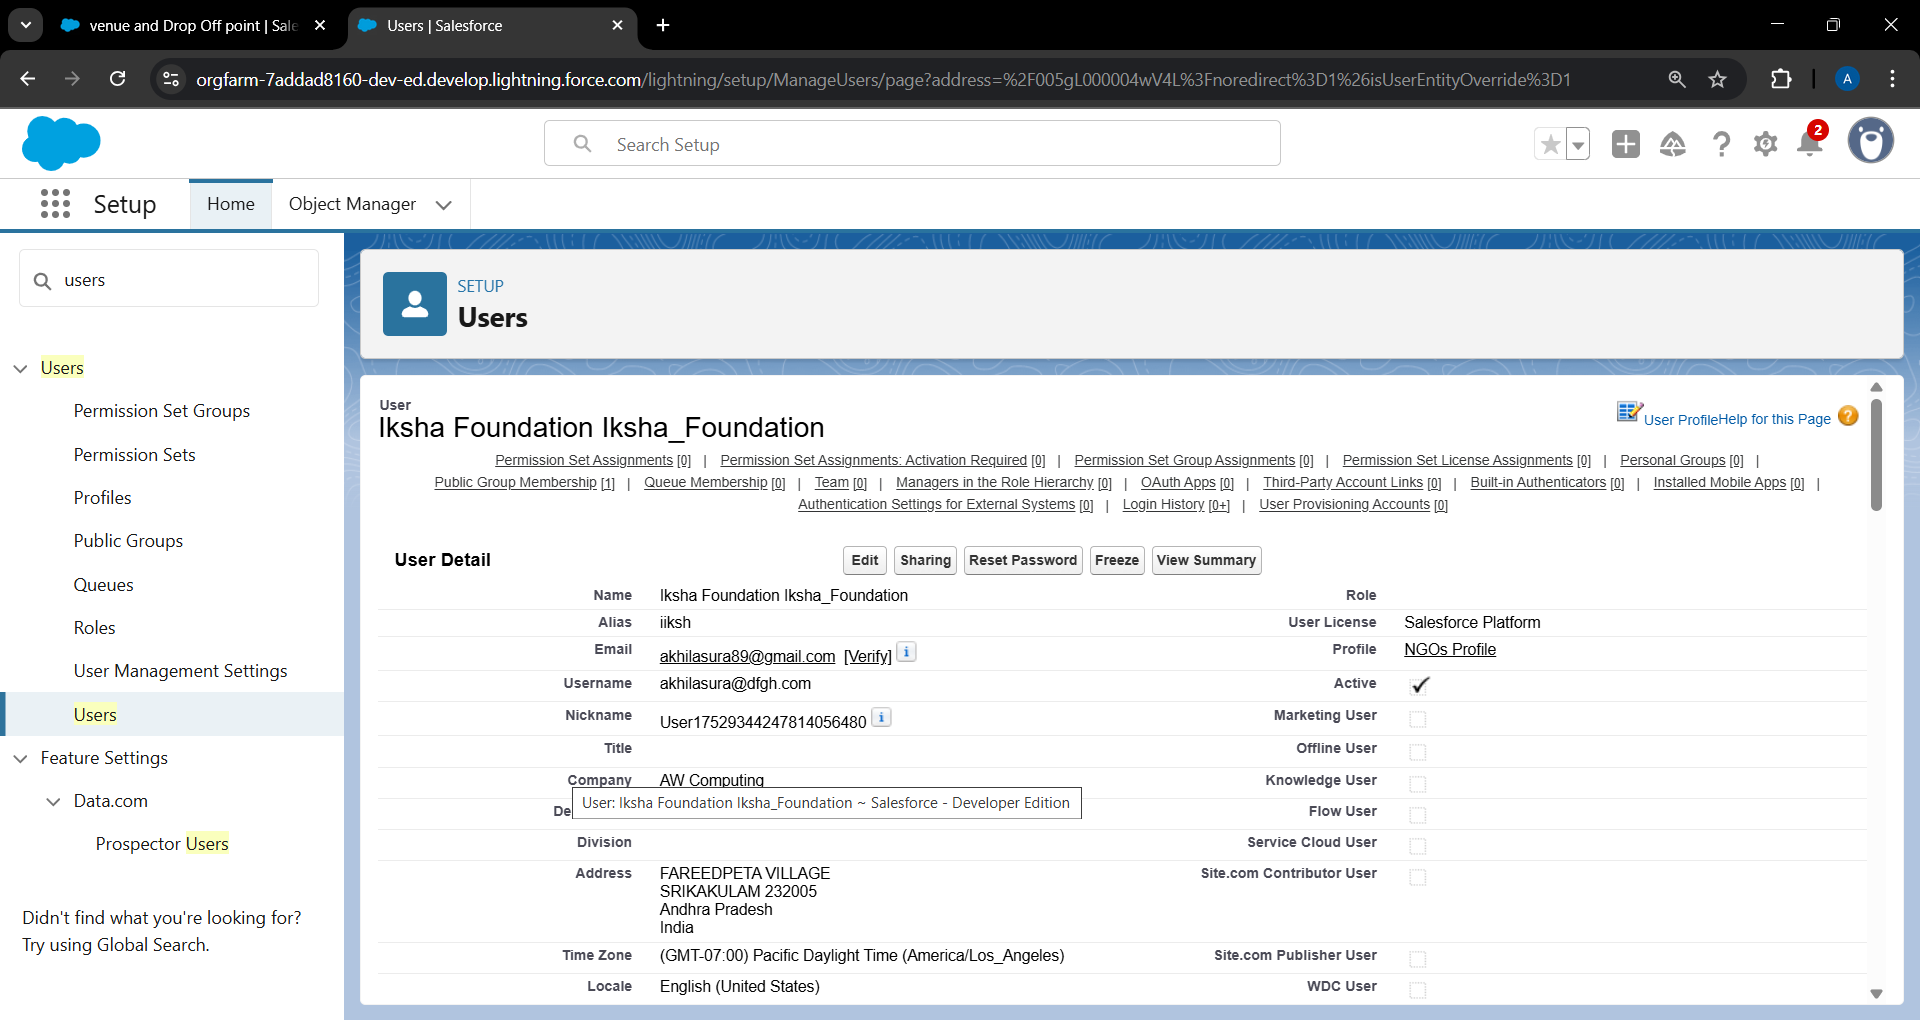 venue and Drop Off point | Sale
Users | Salesforce
orgfarm-7addad8160-dev-ed.develop.lightning.force.com/lightning/setup/ManageUsers/page?address=%2F005gL000004wV4L%3Fnoredirect%3D1%26isUserEntityOverride%3D1
A
Search Setup
2
Setup
Home
Object Manager
users
Users
Permission Set Groups
Permission Sets
Profiles
Public Groups
Queues
Roles
User Management Settings
Users
Feature Settings
Data.com
Prospector Users
Didn't find what you're looking for?
Try using Global Search.
SETUP
Users
User
Iksha Foundation Iksha_Foundation
User Profile Help for this Page ?
Permission Set Assignments [0] | Permission Set Assignments: Activation Required [0] | Permission Set Group Assignments [0] | Permission Set License Assignments [0] | Personal Groups [0] |
Public Group Membership [1] | Queue Membership [0] | Team [0] | Managers in the Role Hierarchy [0] | OAuth Apps [0] | Third-Party Account Links [0] | Built-in Authenticators [0] | Installed Mobile Apps [0] |
Authentication Settings for External Systems [0] | Login History [0+] | User Provisioning Accounts [0]
User Detail
Edit Sharing Reset Password Freeze View Summary
Name Iksha Foundation Iksha_Foundation Role
Alias iiksh User License Salesforce Platform
Email akhilasura89@gmail.com [Verify] i Profile NGOs Profile
Username akhilasura@dfgh.com Active
Nickname User17529344247814056480 i Marketing User
Title Offline User
Company AW Computing Knowledge User
De Flow User
User: Iksha Foundation Iksha_Foundation ~ Salesforce - Developer Edition
Division Service Cloud User
Address FAREEDPETA VILLAGE Site.com Contributor User
SRIKAKULAM 232005
Andhra Pradesh
India
Time Zone (GMT-07:00) Pacific Daylight Time (America/Los_Angeles) Site.com Publisher User
Locale English (United States) WDC User